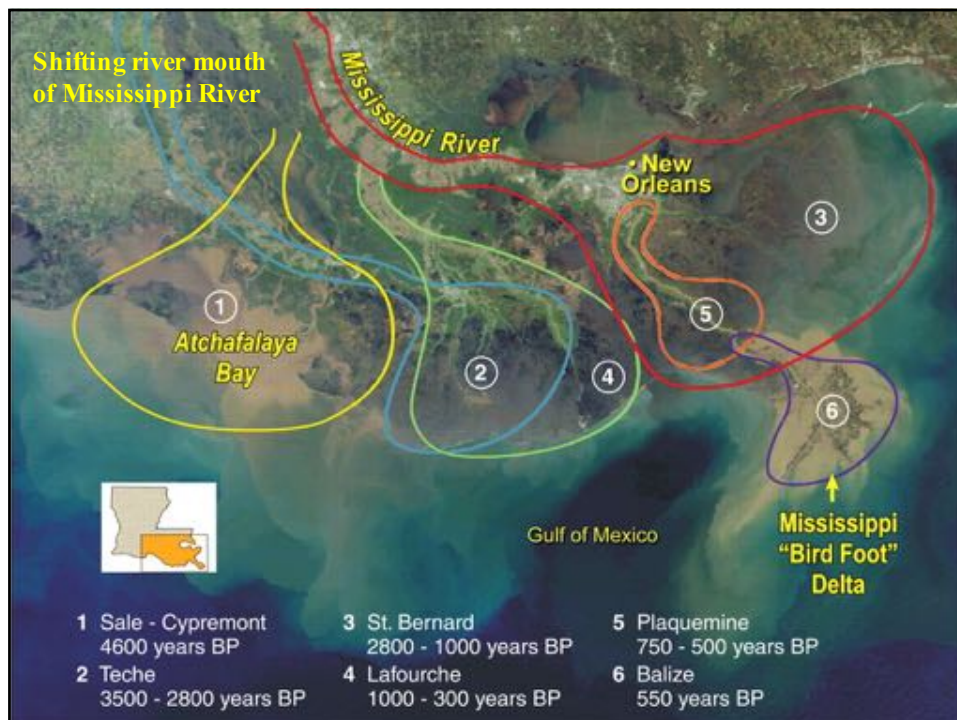 Shifting river mouth
of Mississippi River
Mississippi River
• New
Orleans
3
1
Atchafalaya
Bay
5
2
4
6
Mississippi
“Bird Foot”
Delta
Gulf of Mexico
1 Sale - Cypremont
4600 years BP
2 Teche
3500 - 2800 years BP
3 St. Bernard
2800 - 1000 years BP
4 Lafourche
1000 - 300 years BP
5 Plaquemine
750 - 500 years BP
6 Balize
550 years BP